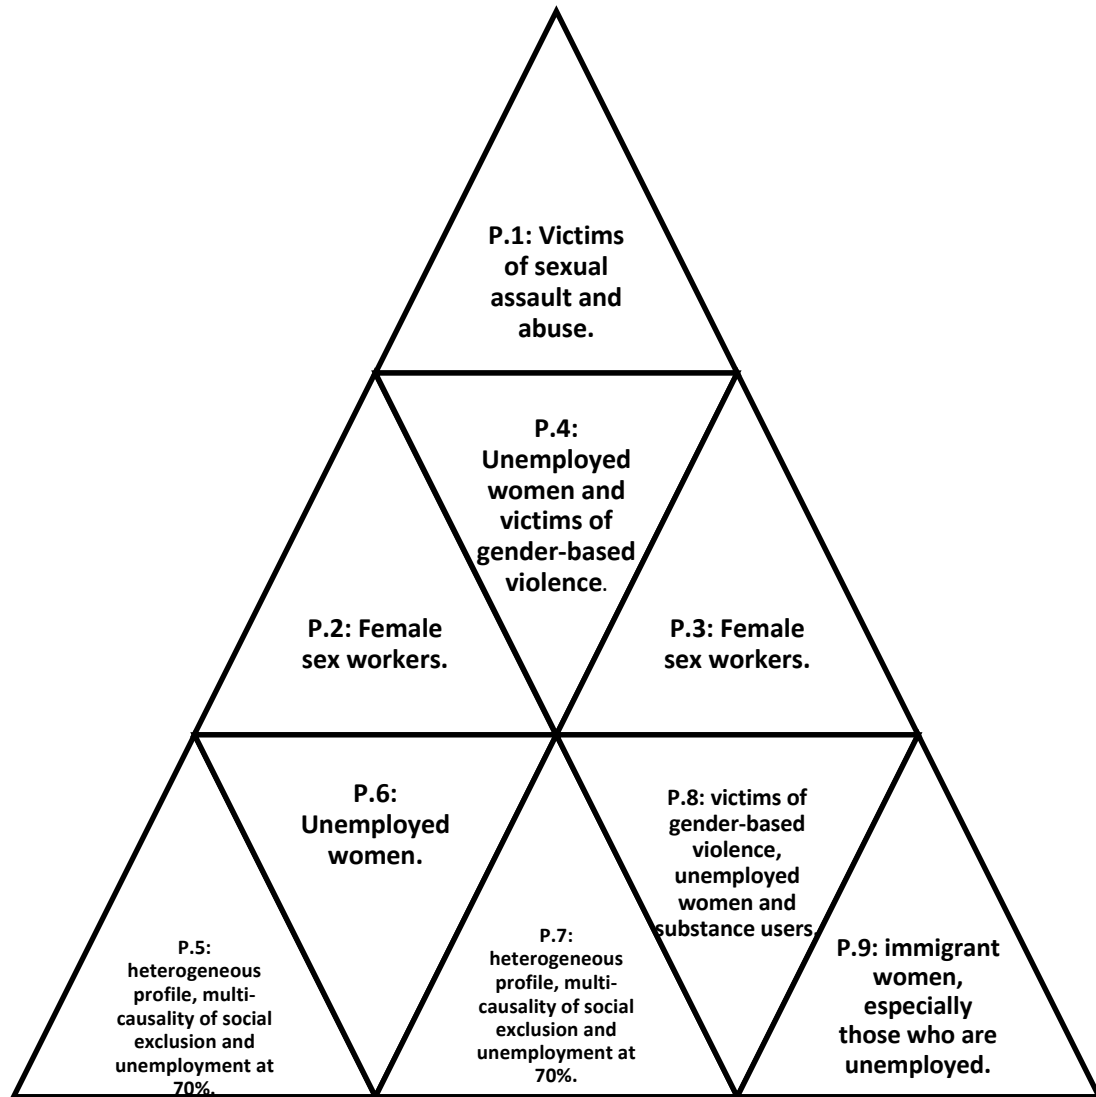 P.1: Victims
of sexual
assault and
abuse.
P.4:
Unemployed
women and
victims of
gender-based
violence.
P.2: Female
sex workers.
P.3: Female
sex workers.
P.6:
Unemployed
women.
P.8: victims of
gender-based
violence,
unemployed
women and
substance users.
P.5:
heterogeneous
profile, multi-
causality of social
exclusion and
unemployment at
70%.
P.7:
heterogeneous
profile, multi-
causality of social
exclusion and
unemployment at
70%.
P.9: immigrant
women,
especially
those who are
unemployed.